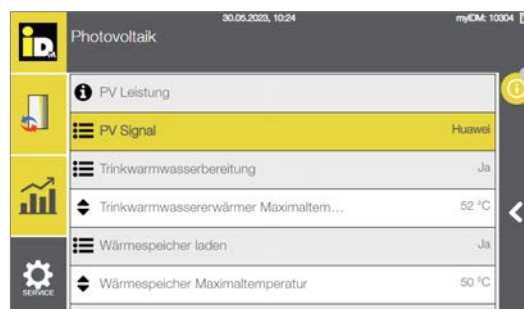 30.05.2023, 10:24
myiDM: 10304
iDM
Photovoltaik
PV Leistung
PV Signal
Huawei
Trinkwarmwasserbereitung
Ja
Trinkwarmwassererwärmer Maximaltem...
52 °C
Wärmespeicher laden
Ja
Wärmespeicher Maximaltemperatur
50 °C
SERVICE